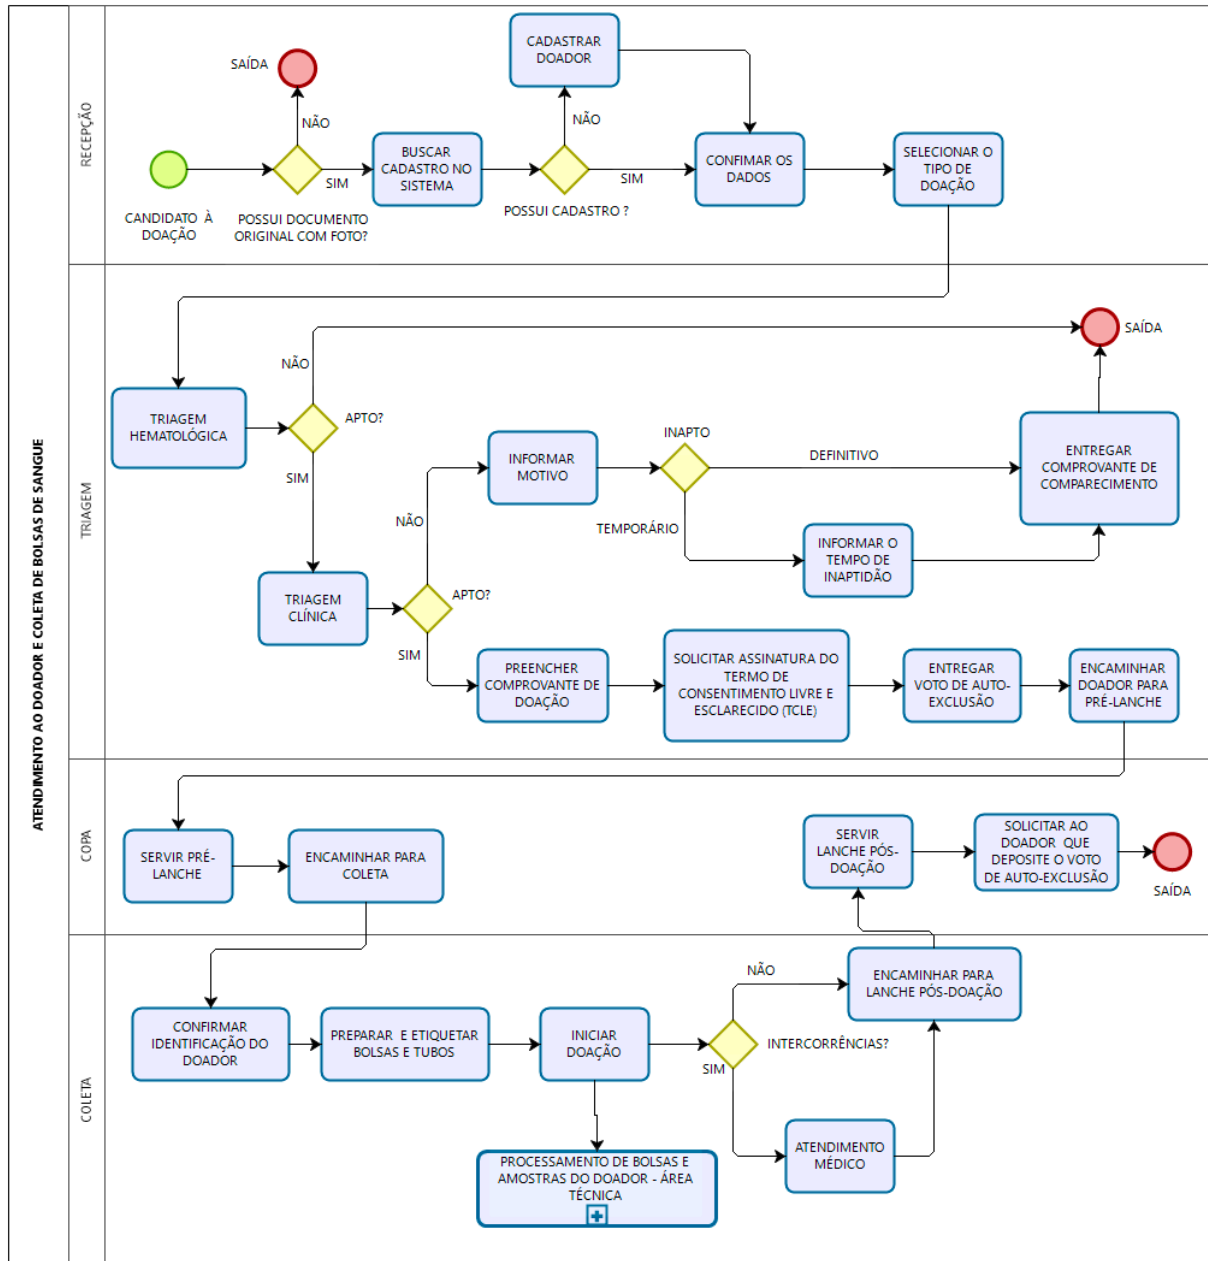 ATENDIMENTO AO DOADOR E COLETA DE BOLSAS DE SANGUE
RECEPÇÃO
SAÍDA
NÃO
CANDIDATO À
DOAÇÃO
POSSUI DOCUMENTO
ORIGINAL COM FOTO?
SIM
BUSCAR
CADASTRO NO
SISTEMA
CADASTRAR
DOADOR
NÃO
POSSUI CADASTRO ?
SIM
CONFIMAR OS
DADOS
SELECIONAR O
TIPO DE
DOAÇÃO
TRIAGEM
TRIAGEM
HEMATOLÓGICA
NÃO
APTO?
SIM
SAÍDA
TRIAGEM
CLÍNICA
APTO?
NÃO
INFORMAR
MOTIVO
INAPTO
DEFINITIVO
TEMPORÁRIO
INFORMAR O
TEMPO DE
INAPTIDÃO
ENTREGAR
COMPROVANTE DE
COMPARECIMENTO
SIM
PREENCHER
COMPROVANTE DE
DOAÇÃO
SOLICITAR ASSINATURA DO
TERMO DE
CONSENTIMENTO LIVRE E
ESCLARECIDO (TCLE)
ENTREGAR
VOTO DE AUTO-
EXCLUSÃO
ENCAMINHAR
DOADOR PARA
PRÉ-LANCHE
COPA
SERVIR PRÉ-
LANCHE
ENCAMINHAR PARA
COLETA
SERVIR
LANCHE PÓS-
DOAÇÃO
SOLICITAR AO
DOADOR QUE
DEPOSITE O VOTO
DE AUTO-EXCLUSÃO
SAÍDA
COLETA
CONFIRMAR
IDENTIFICAÇÃO DO
DOADOR
PREPARAR E ETIQUETAR
BOLSAS E TUBOS
INICIAR
DOAÇÃO
NÃO
INTERCORRÊNCIAS?
SIM
ENCAMINHAR PARA
LANCHE PÓS-DOAÇÃO
ATENDIMENTO
MÉDICO
PROCESSAMENTO DE BOLSAS E
AMOSTRAS DO DOADOR - ÁREA
TÉCNICA